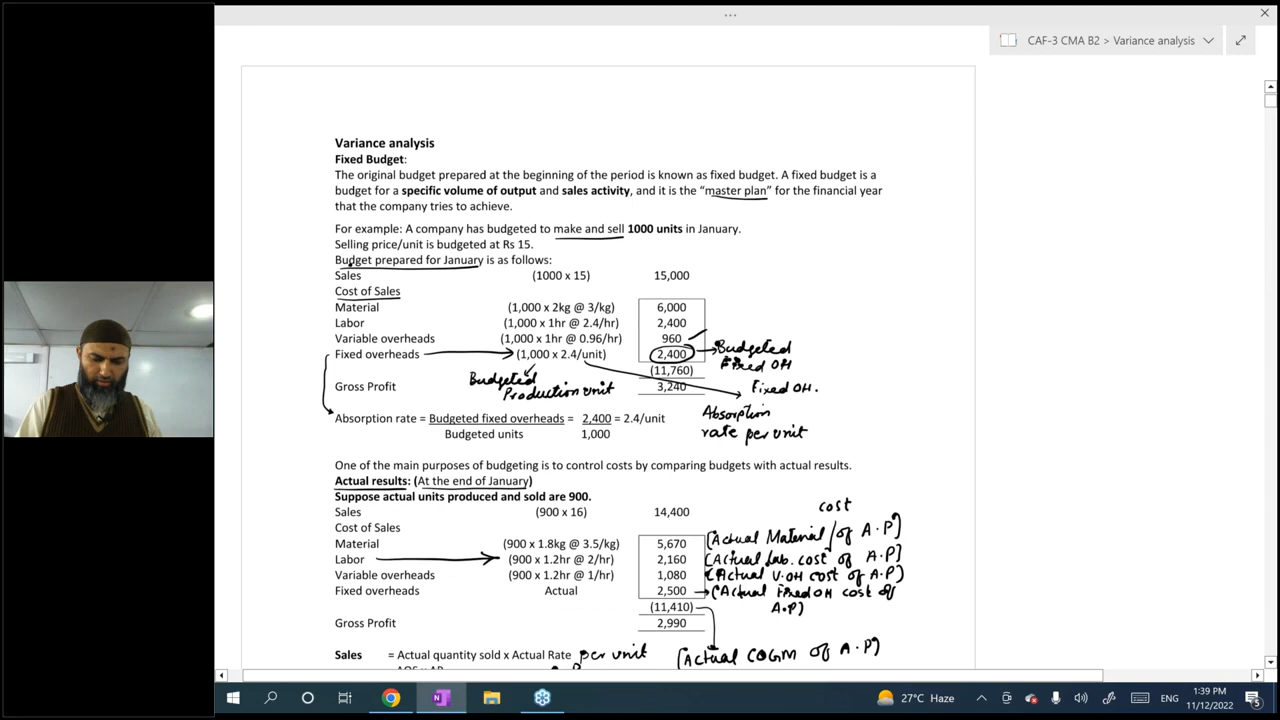 CAF-3 CMA B2 > Variance analysis
Variance analysis
Fixed Budget:
The original budget prepared at the beginning of the period is known as fixed budget. A fixed budget is a
budget for a specific volume of output and sales activity, and it is the “master plan” for the financial year
that the company tries to achieve.
For example: A company has budgeted to make and sell 1000 units in January.
Selling price/unit is budgeted at Rs 15.
Budget prepared for January is as follows:
Sales (1000 x 15) 15,000
Cost of Sales
Material (1,000 x 2kg @ 3/kg) 6,000
Labor (1,000 x 1hr @ 2.4/hr) 2,400
Variable overheads (1,000 x 1hr @ 0.96/hr) 960
Fixed overheads (1,000 x 2.4/unit) 2,400 Budgeted
Fixed OH
(11,760)
Gross Profit 3,240
Budgeted
Production unit
Fixed OH.
Absorption
rate per unit
Absorption rate = Budgeted fixed overheads = 2,400 = 2.4/unit
Budgeted units 1,000
One of the main purposes of budgeting is to control costs by comparing budgets with actual results.
Actual results: (At the end of January)
Suppose actual units produced and sold are 900.
Sales (900 x 16) 14,400
Cost of Sales
cost
Material (900 x 1.8kg @ 3.5/kg) 5,670 (Actual Material / of A.P)
Labor (900 x 1.2hr @ 2/hr) 2,160 (Actual Lab. cost of A.P)
Variable overheads (900 x 1.2hr @ 1/hr) 1,080 (Actual V.OH cost of A.P)
Fixed overheads Actual 2,500 (Actual Fixed OH cost of
A.P)
(11,410)
Gross Profit 2,990
Sales = Actual quantity sold x Actual Rate per unit
(Actual COGM of A.P)
27°C Haze
ENG
1:39 PM
11/12/2022
5